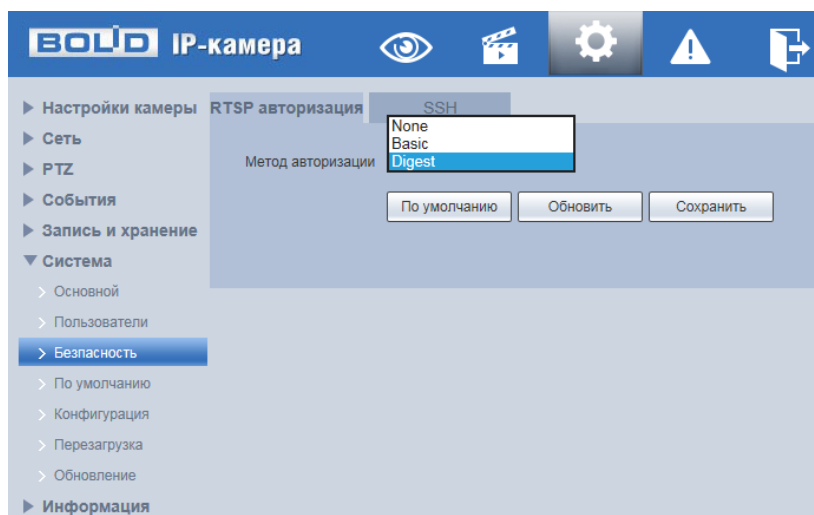 BOLID IP-камера
Настройки камеры
Сеть
PTZ
События
Запись и хранение
Система
Основной
Пользователи
Безпасность
По умолчанию
Конфигурация
Перезагрузка
Обновление
Информация
RTSP авторизация
SSH
Метод авторизации
None
Basic
Digest
По умолчанию
Обновить
Сохранить